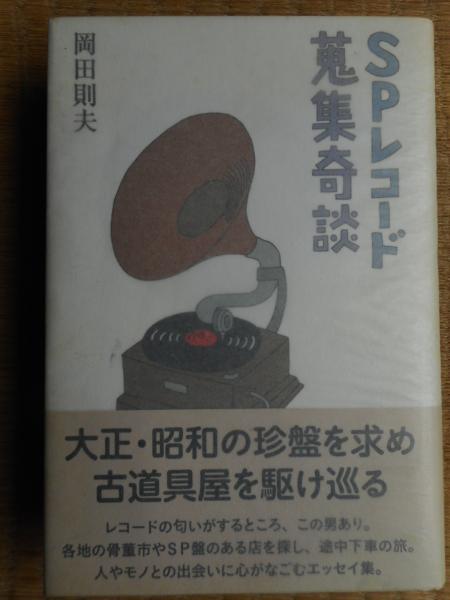 SPレコード
蒐集奇談
岡田則夫
大正・昭和の珍盤を求め
古道具屋を駆け巡る
レコードの匂いがするところ、この男あり。
各地の骨董市やSP盤のある店を探し、途中下車の旅。
人やモノとの出会いに心がなごむエッセイ集。